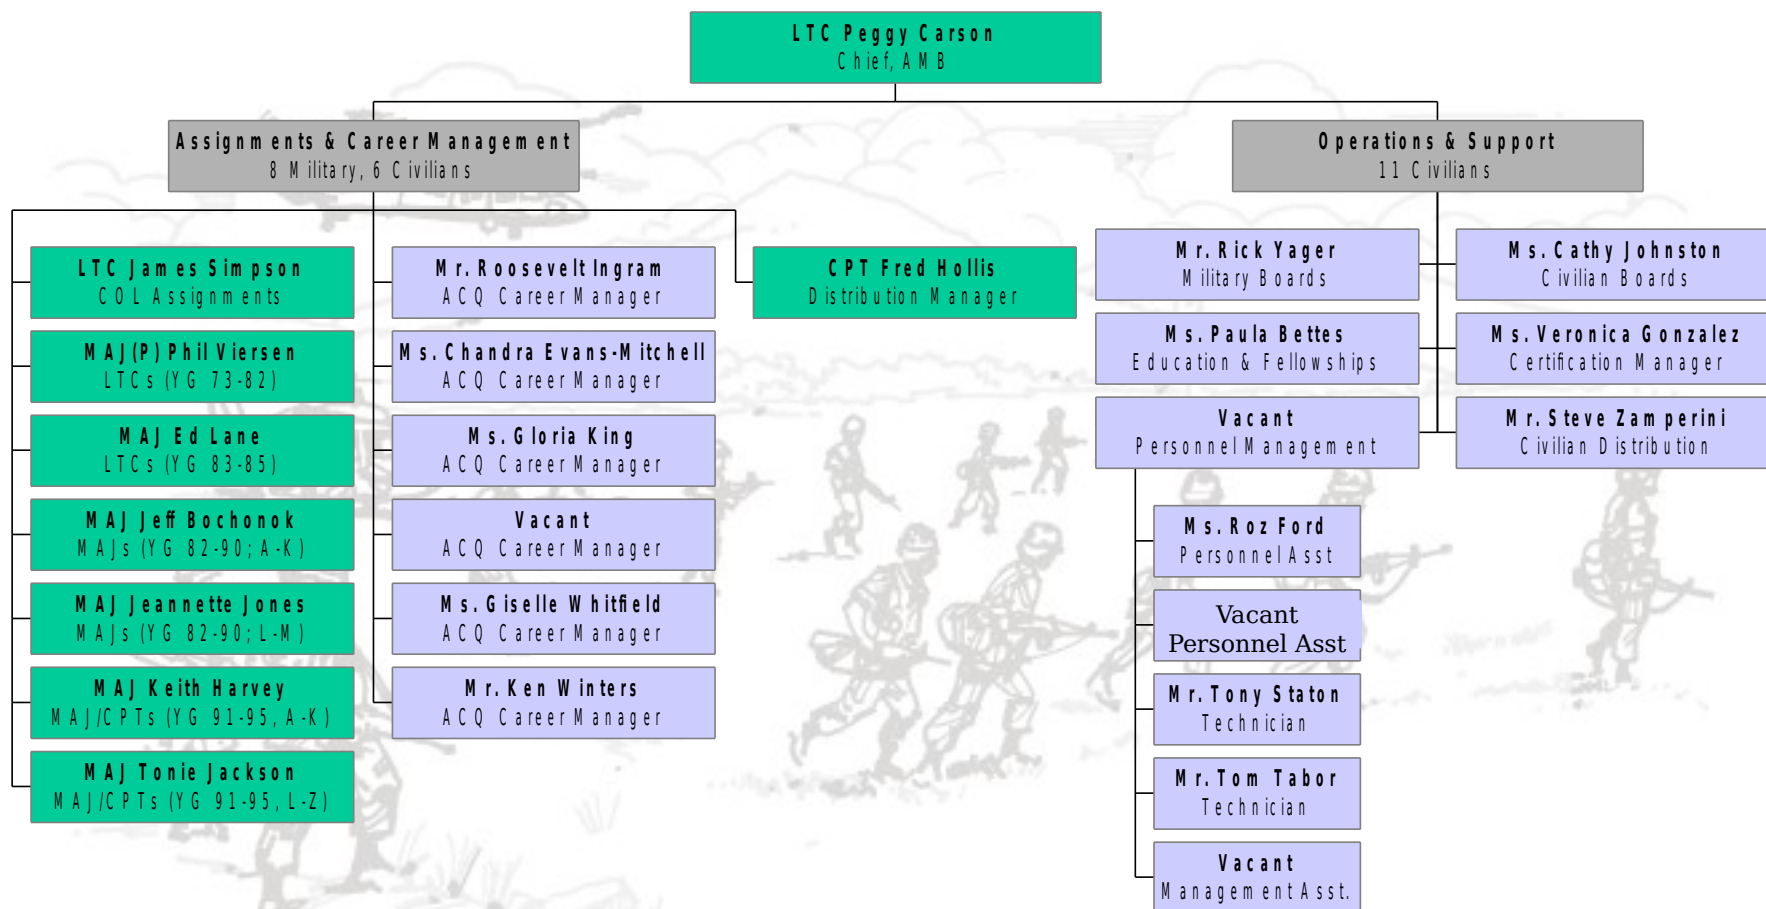 LTC Peggy Carson
Chief, AMB
Assignments & Career Management
8 Military, 6 Civilians
Operations & Support
11 Civilians
LTC James Simpson
COL Assignments
MAJ(P) Phil Viersen
LTCs (YG 73-82)
MAJ Ed Lane
LTCs (YG 83-85)
MAJ Jeff Bochonok
MAJs (YG 82-90; A-K)
MAJ Jeannette Jones
MAJs (YG 82-90; L-M)
MAJ Keith Harvey
MAJ/CPTs (YG 91-95, A-K)
MAJ Tonie Jackson
MAJ/CPTs (YG 91-95, L-Z)
Mr. Roosevelt Ingram
ACQ Career Manager
Ms. Chandra Evans-Mitchell
ACQ Career Manager
Ms. Gloria King
ACQ Career Manager
Vacant
ACQ Career Manager
Ms. Giselle Whitfield
ACQ Career Manager
Mr. Ken Winters
ACQ Career Manager
CPT Fred Hollis
Distribution Manager
Mr. Rick Yager
Military Boards
Ms. Paula Bettes
Education & Fellowships
Vacant
Personnel Management
Ms. Roz Ford
Personnel Asst
Vacant
Personnel Asst
Mr. Tony Staton
Technician
Mr. Tom Tabor
Technician
Vacant
Management Asst.
Ms. Cathy Johnston
Civilian Boards
Ms. Veronica Gonzalez
Certification Manager
Mr. Steve Zamperini
Civilian Distribution